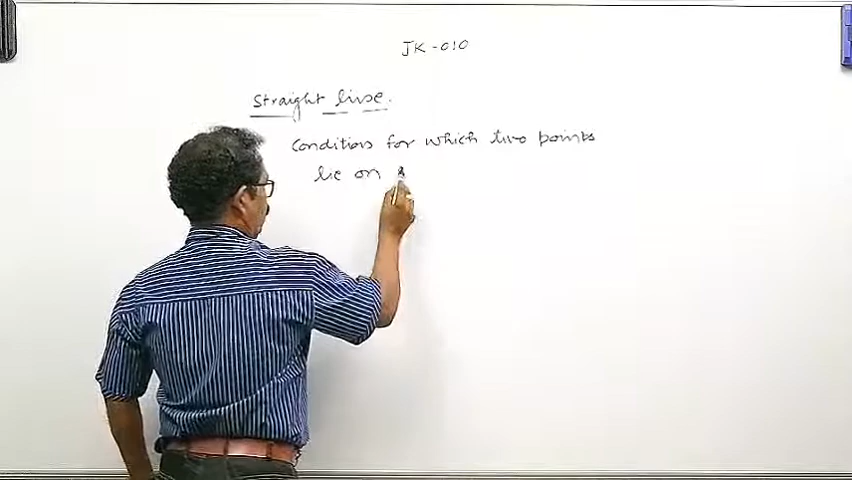 JK-010
Straight line.
Condition for which two points
lie on